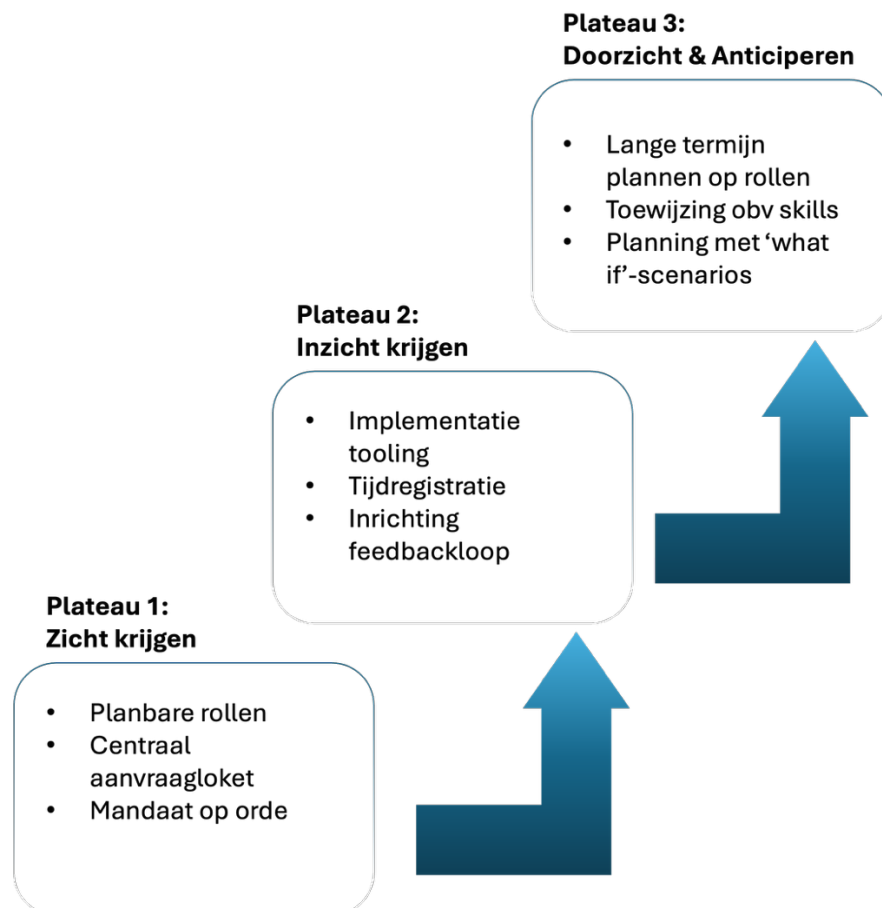 Plateau 3:
Doorzicht & Anticiperen
• Lange termijn
plannen op rollen
• Toewijzing obv skills
• Planning met ‘what
if’-scenarios
Plateau 2:
Inzicht krijgen
• Implementatie
tooling
• Tijdregistratie
• Inrichting
feedbackloop
Plateau 1:
Zicht krijgen
• Planbare rollen
• Centraal
aanvraagloket
• Mandaat op orde